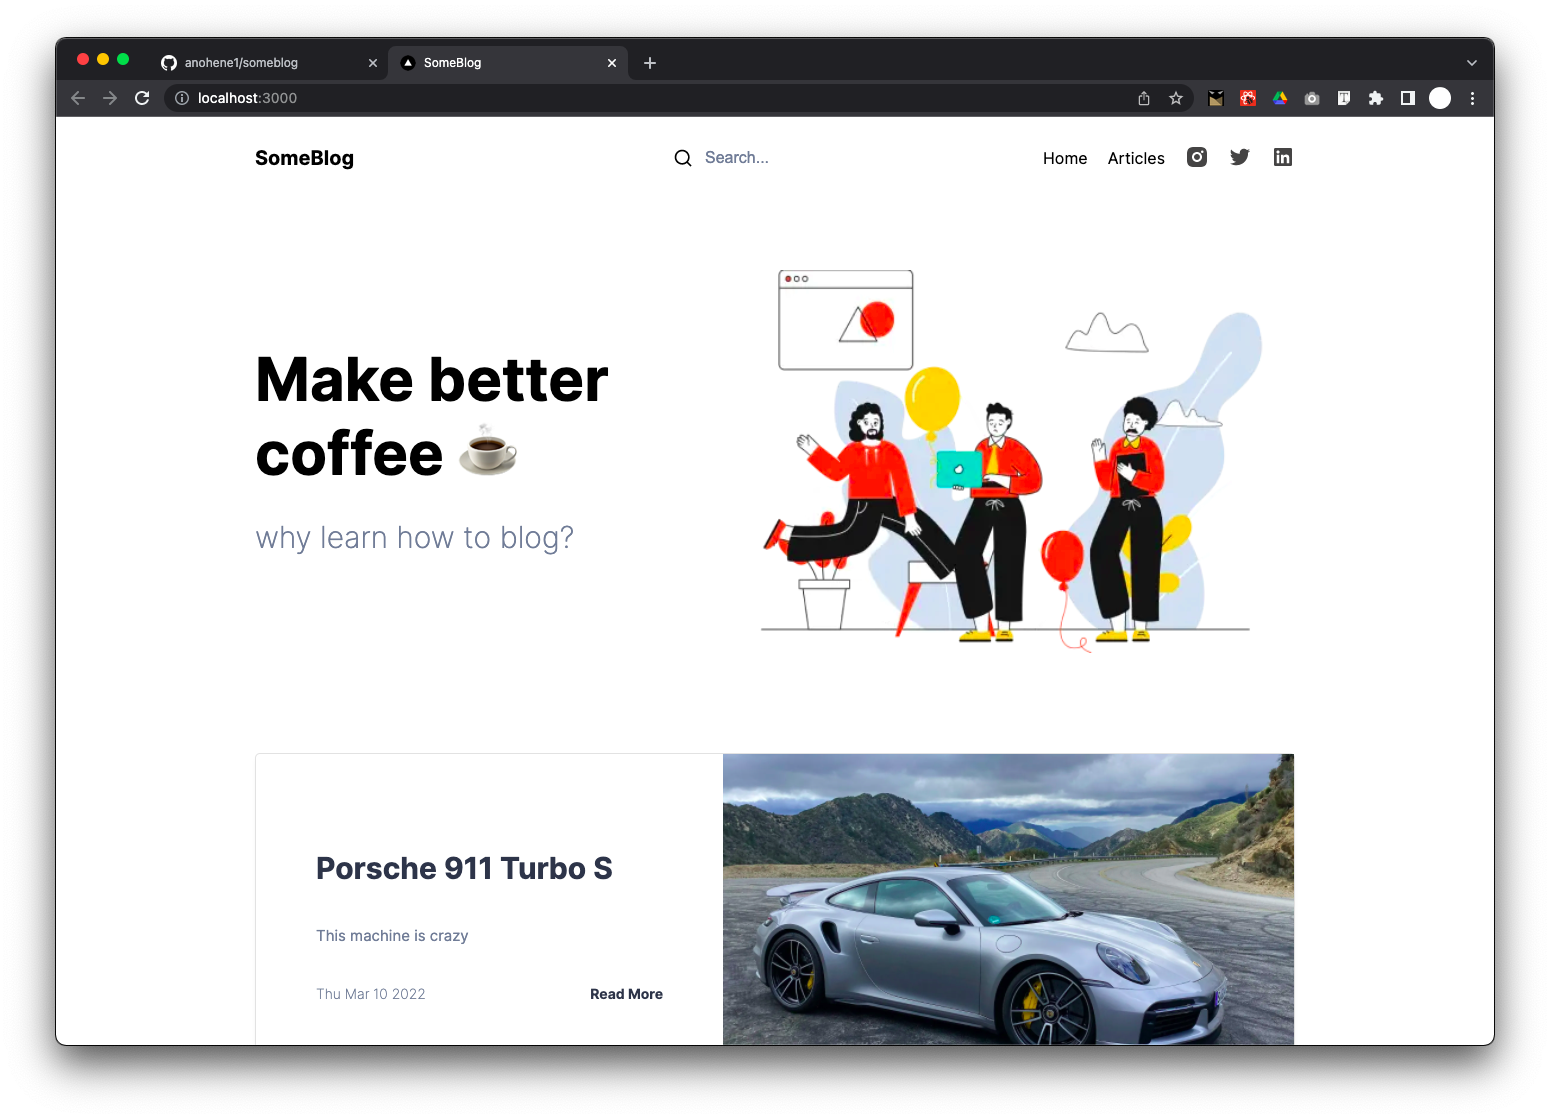 anohene1/someblog
SomeBlog
localhost:3000
SomeBlog
Search...
Home
Articles
Make better
coffee ☕
why learn how to blog?
Porsche 911 Turbo S
This machine is crazy
Thu Mar 10 2022
Read More